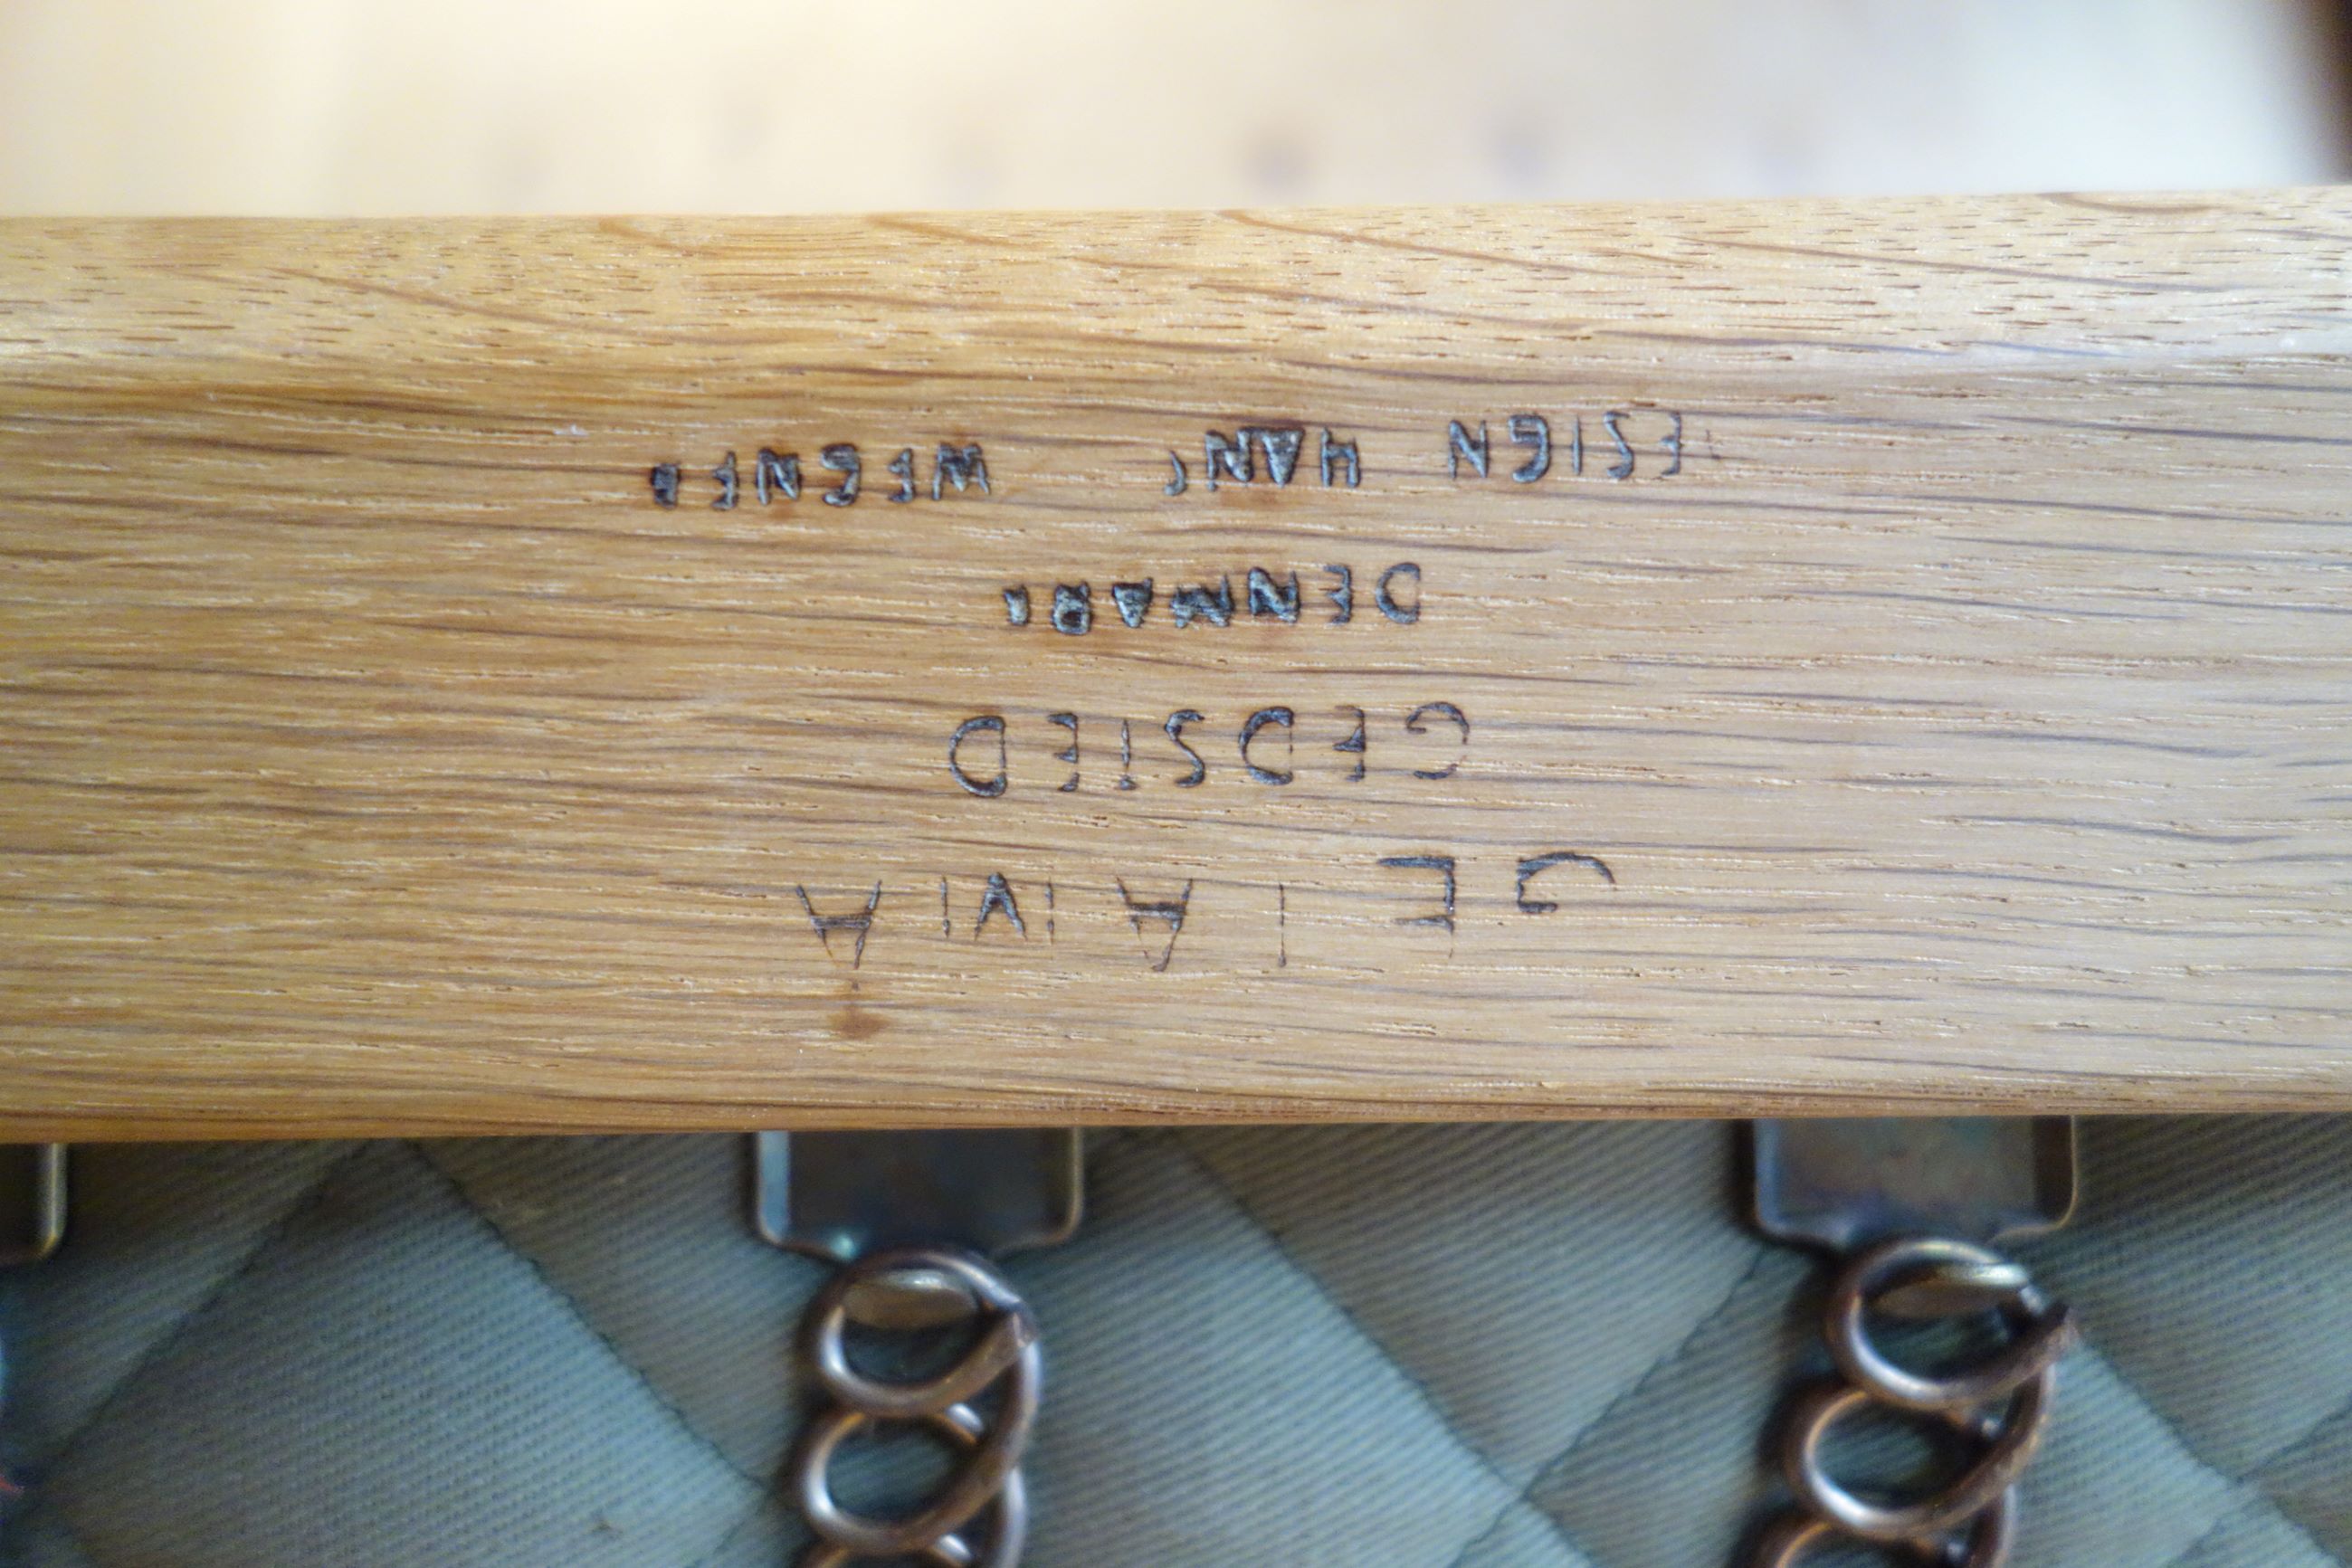 GETAMA
GEDSTED
DENMARK
DESIGN HANS WEGNER